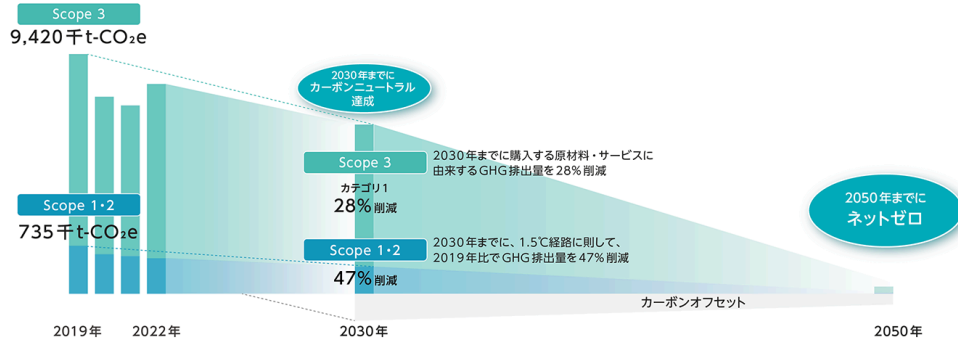 Scope 3
9,420千t-CO₂e
2030年までに
カーボンニュートラル
達成
Scope 3
2030年までに購入する原材料・サービスに
由来するGHG排出量を28%削減
カテゴリ1
28%削減
Scope 1・2
735千t-CO₂e
2050年までに
ネットゼロ
Scope 1・2
2030年までに、1.5℃経路に則して、
2019年比でGHG排出量を47%削減
47%削減
カーボンオフセット
2019年
2022年
2030年
2050年